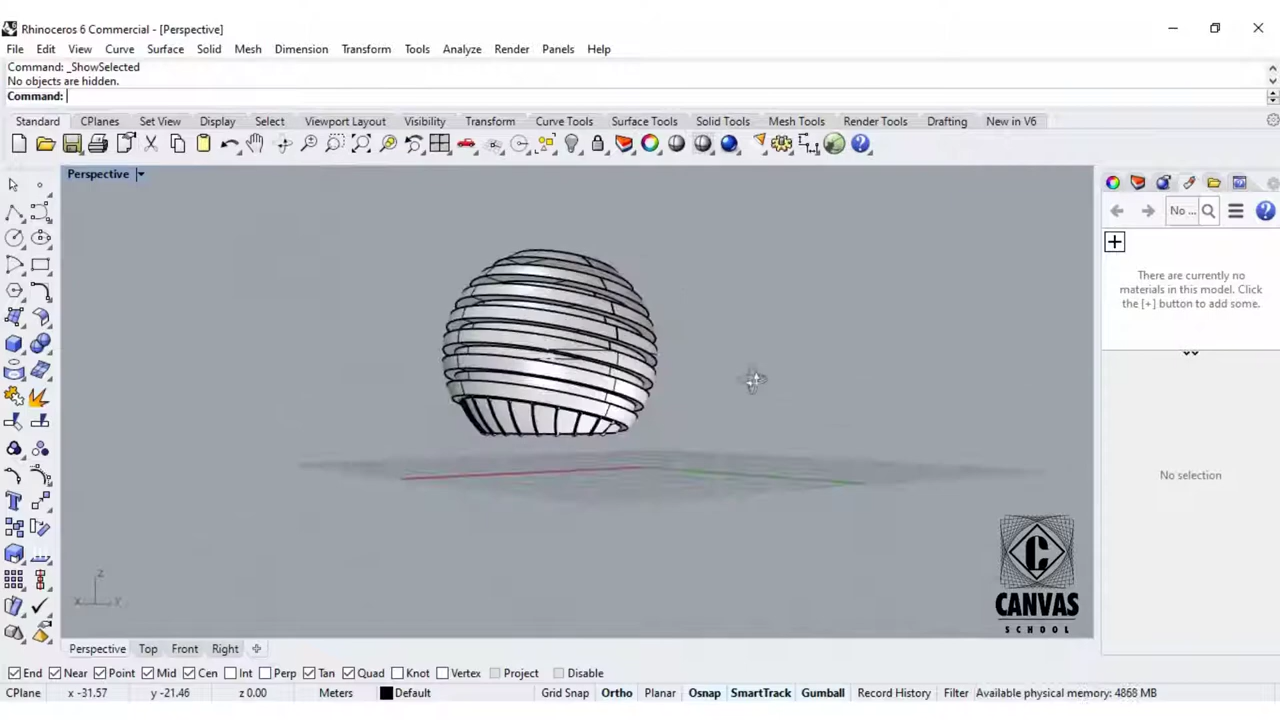 Rhinoceros 6 Commercial - [Perspective]
File Edit View Curve Surface Solid Mesh Dimension Transform Tools Analyze Render Panels Help
Command: _ShowSelected
No objects are hidden.
Command:
Standard CPlanes Set View Display Select Viewport Layout Visibility Transform Curve Tools Surface Tools Solid Tools Mesh Tools Render Tools Drafting New in V6
Perspective
No ...
There are currently no
materials in this model. Click
the [+] button to add some.
No selection
z
x y
C
CANVAS
SCHOOL
Perspective Top Front Right
End Near Point Mid Cen Int Perp Tan Quad Knot Vertex Project Disable
CPlane x -31.57 y -21.46 z 0.00 Meters Default Grid Snap Ortho Planar Osnap SmartTrack Gumball Record History Filter Available physical memory: 4868 MB